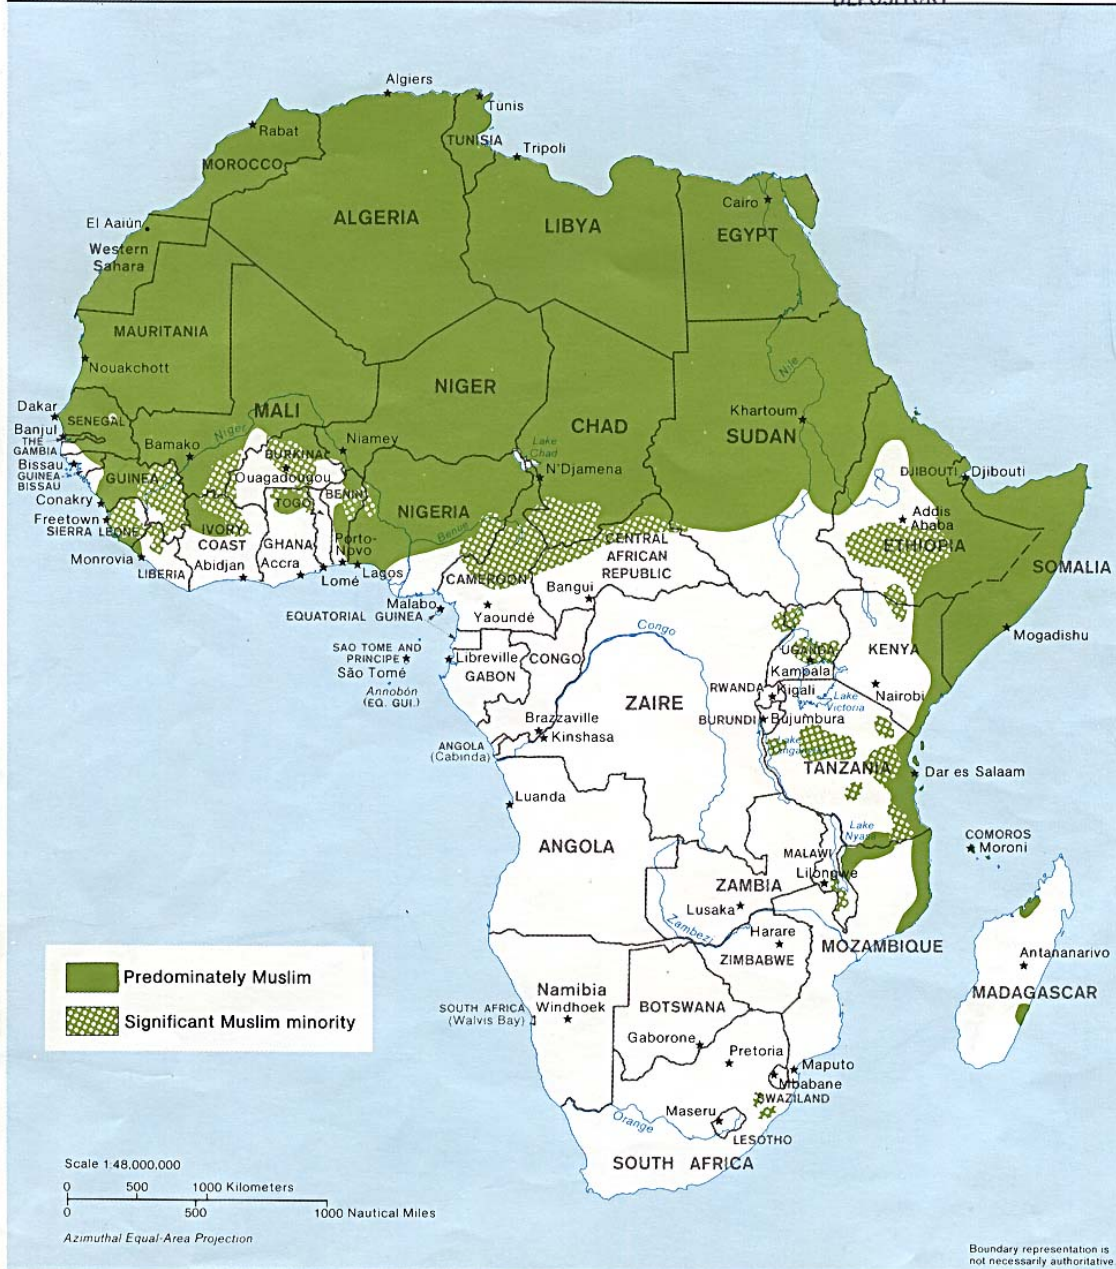 DEPOSITORY
Algiers
Tunis
Rabat
TUNISIA
Tripoli
MOROCCO
Cairo
El Aaiún
ALGERIA
LIBYA
EGYPT
Western
Sahara
MAURITANIA
Nouakchott
NIGER
Nile
MALI
CHAD
Khartoum
SUDAN
Dakar
SENEGAL
Banjul
THE
GAMBIA
Niger
Bamako
Niamey
Lake
Chad
N'Djamena
BURKINA
Bissau
GUINEA
BISSAU
GUINEA
Ouagadougou
BENIN
DJIBOUTI
Djibouti
Conakry
TOGO
NIGERIA
Addis
Ababa
Freetown
SIERRA LEONE
IVORY
COAST
GHANA
Porto-
Novo
Benue
CENTRAL
AFRICAN
REPUBLIC
ETHIOPIA
SOMALIA
Monrovia
LIBERIA
Abidjan
Accra
Lomé
Lagos
CAMEROON
Bangui
Malabo
EQUATORIAL GUINEA
Yaoundé
Congo
UGANDA
KENYA
Mogadishu
SAO TOME AND
PRINCIPE
São Tomé
Libreville
GABON
CONGO
Kampala
Annobón
(EQ. GUI.)
ZAIRE
RWANDA
Kigali
Nairobi
Lake
Victoria
BURUNDI
Bujumbura
Brazzaville
Kinshasa
ANGOLA
(Cabinda)
Lake
TANZANIA
Dar es Salaam
Luanda
Lake
Nyasa
COMOROS
Moroni
ANGOLA
MALAWI
Lilongwe
ZAMBIA
Lusaka
Zambezi
Harare
MOZAMBIQUE
ZIMBABWE
Antananarivo
MADAGASCAR
Predominately Muslim
Significant Muslim minority
Namibia
Windhoek
SOUTH AFRICA
(Walvis Bay)
BOTSWANA
Gaborone
Pretoria
Maputo
Mbabane
SWAZILAND
Maseru
Orange
LESOTHO
SOUTH AFRICA
Scale 1:48,000,000
0 500 1000 Kilometers
0 500 1000 Nautical Miles
Azimuthal Equal-Area Projection
Boundary representation is
not necessarily authoritative